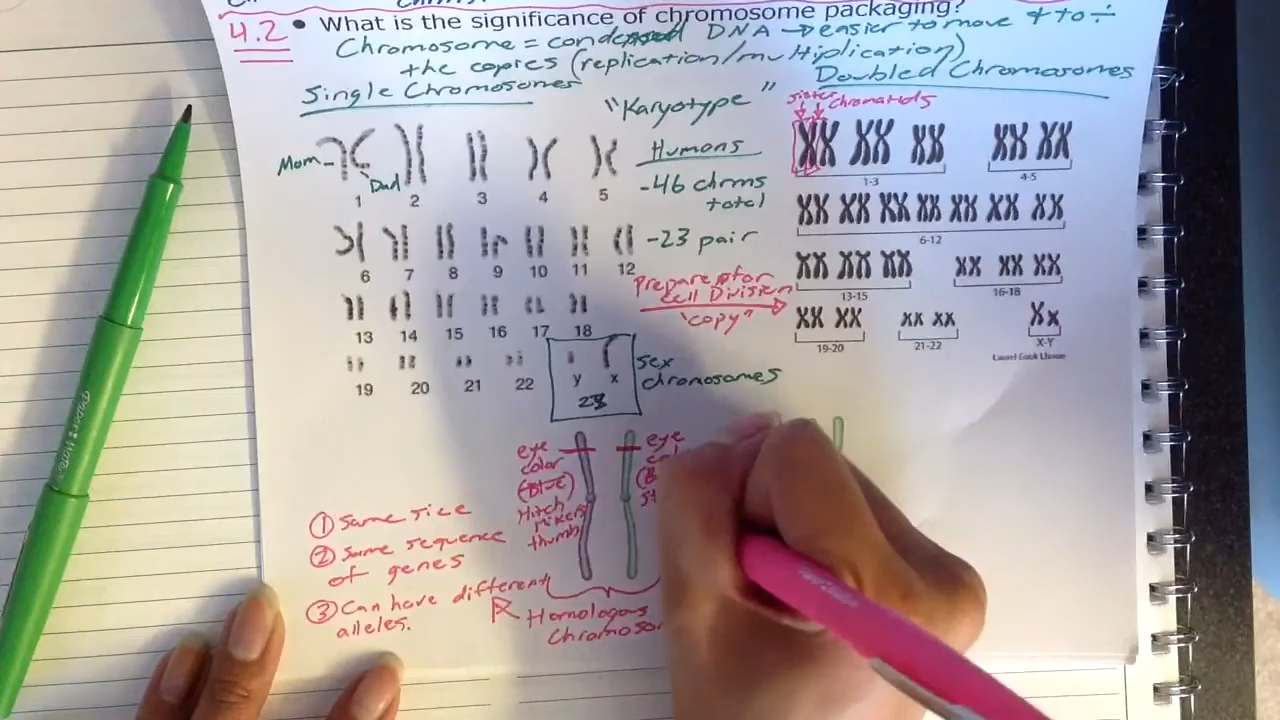 4.2 • What is the significance of chromosome packaging?
Chromosome = condensed DNA → easier to move + to ÷
the copies (replication/multiplication)
Single Chromosomes
"Karyotype"
Doubled Chromosomes
sister chromatids
Mom
Dad
1 2 3 4 5
6 7 8 9 10 11 12
13 14 15 16 17 18
19 20 21 22
y x
23
sex
chromosomes
Humans
-46 chrms
total
-23 pair
Prepare for
cell Division
"copy"
1-3 4-5
6-12
13-15 16-18
19-20 21-22 X-Y
eye
color
(Blue)
Hitch
Hikers
thumb
eye
① Same size
② Same sequence
of genes
③ Can have different
alleles.
Homologous
paper mate